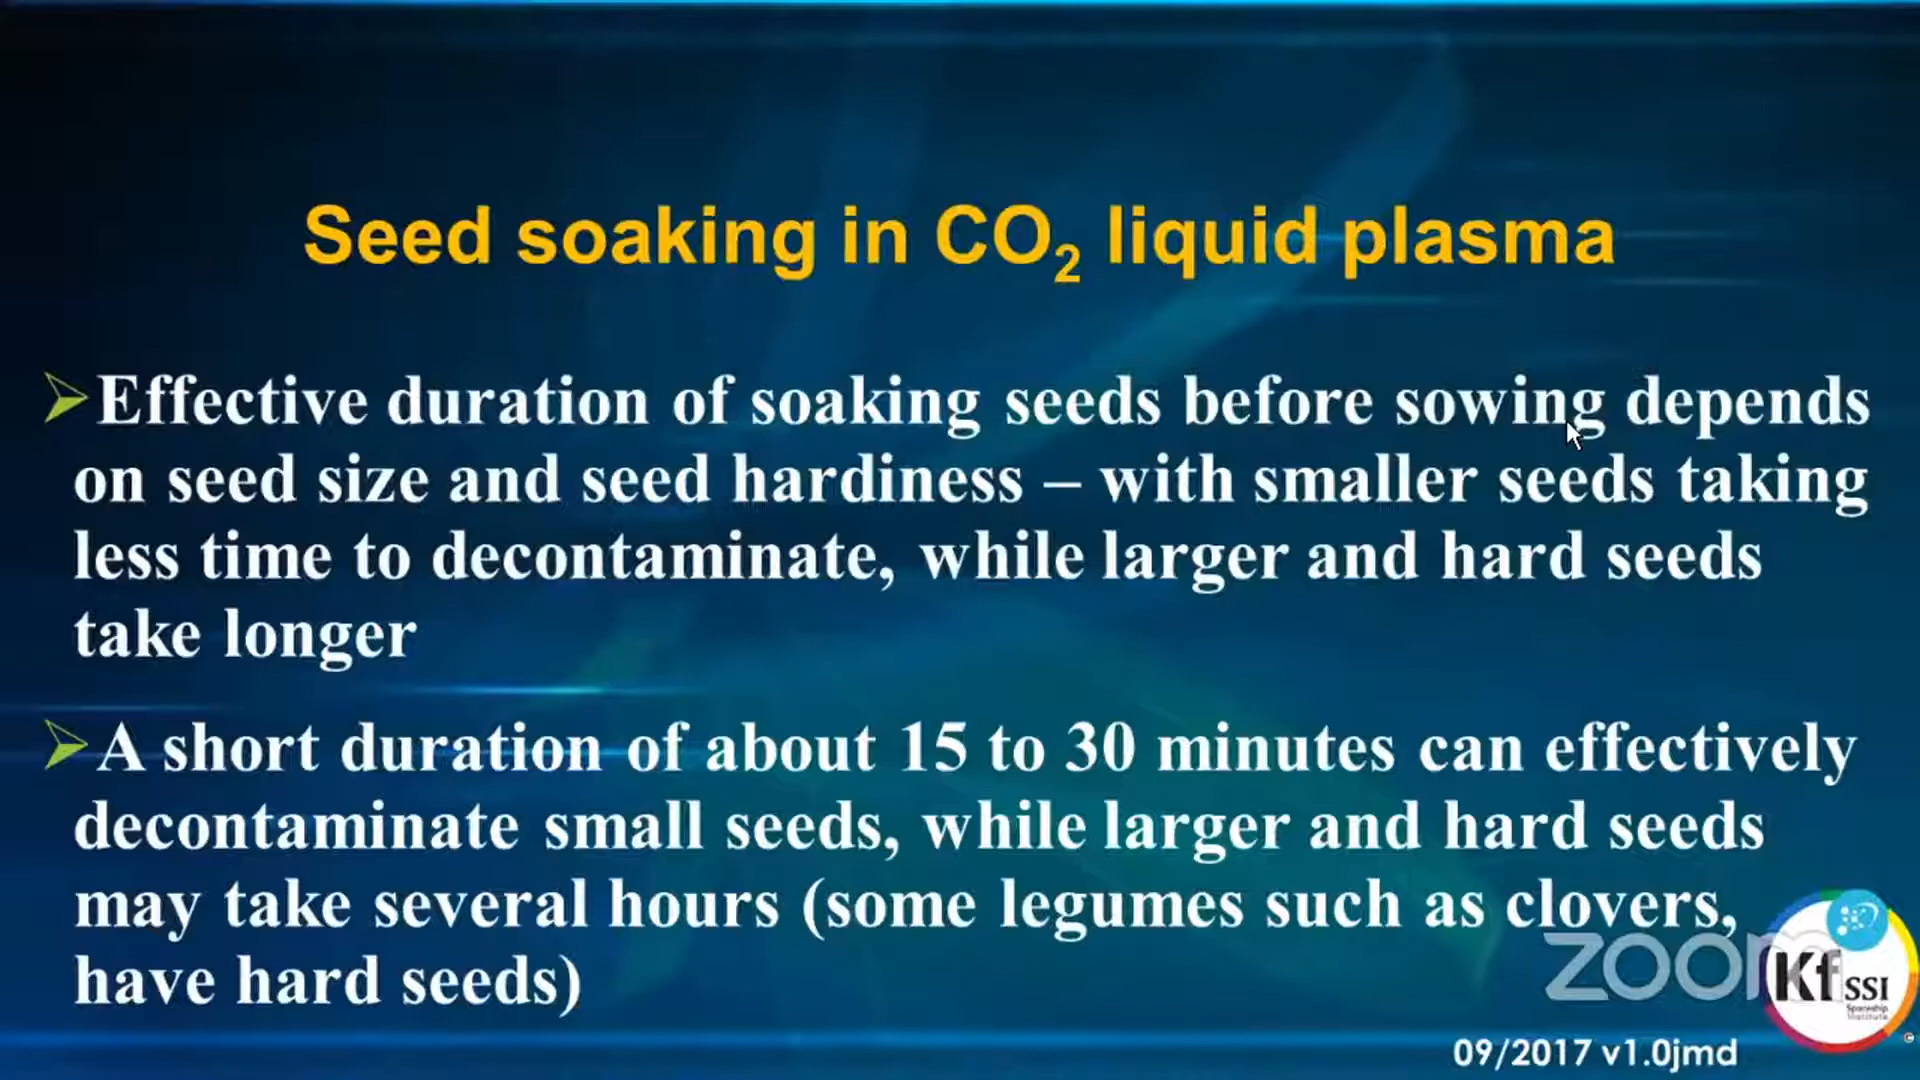 Seed soaking in CO₂ liquid plasma
Effective duration of soaking seeds before sowing depends
on seed size and seed hardiness – with smaller seeds taking
less time to decontaminate, while larger and hard seeds
take longer
A short duration of about 15 to 30 minutes can effectively
decontaminate small seeds, while larger and hard seeds
may take several hours (some legumes such as clovers,
have hard seeds)
zoom
Kf SSI
Spaceship
Institute
©
09/2017 v1.0jmd